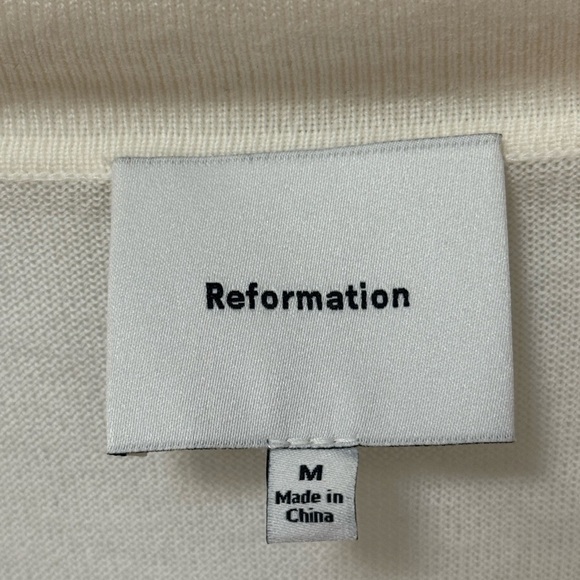 Reformation
M
Made in
China